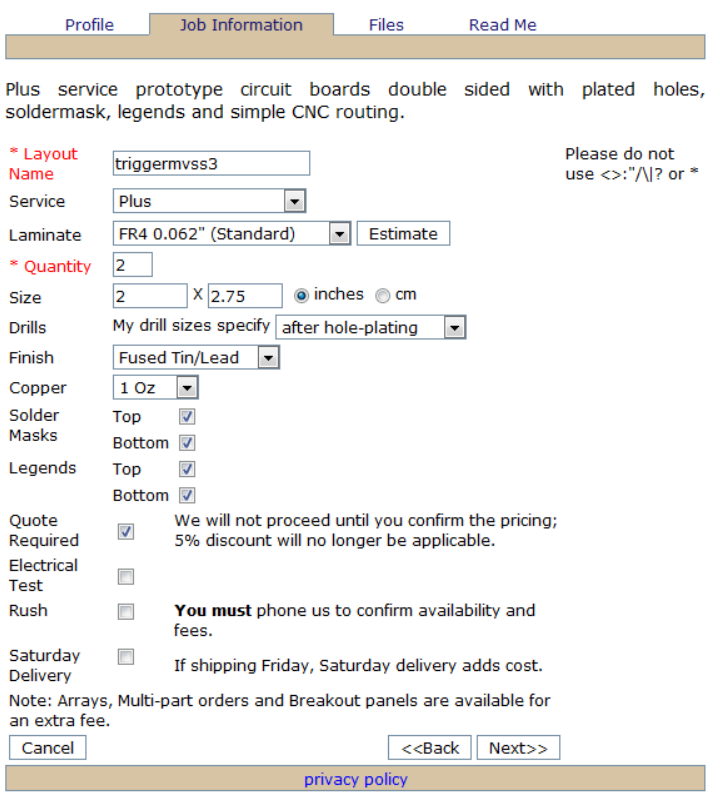 Profile Job Information Files Read Me
Plus service prototype circuit boards double sided with plated holes,
soldermask, legends and simple CNC routing.
* Layout
Name
triggermvss3
Please do not
use <>:"/\|? or *
Service Plus
Laminate FR4 0.062" (Standard) Estimate
* Quantity 2
Size 2 X 2.75 inches cm
Drills My drill sizes specify after hole-plating
Finish Fused Tin/Lead
Copper 1 Oz
Solder
Masks
Top
Bottom
Legends Top
Bottom
Quote
Required
We will not proceed until you confirm the pricing;
5% discount will no longer be applicable.
Electrical
Test
Rush You must phone us to confirm availability and
fees.
Saturday
Delivery
If shipping Friday, Saturday delivery adds cost.
Note: Arrays, Multi-part orders and Breakout panels are available for
an extra fee.
Cancel <<Back Next>>
privacy policy